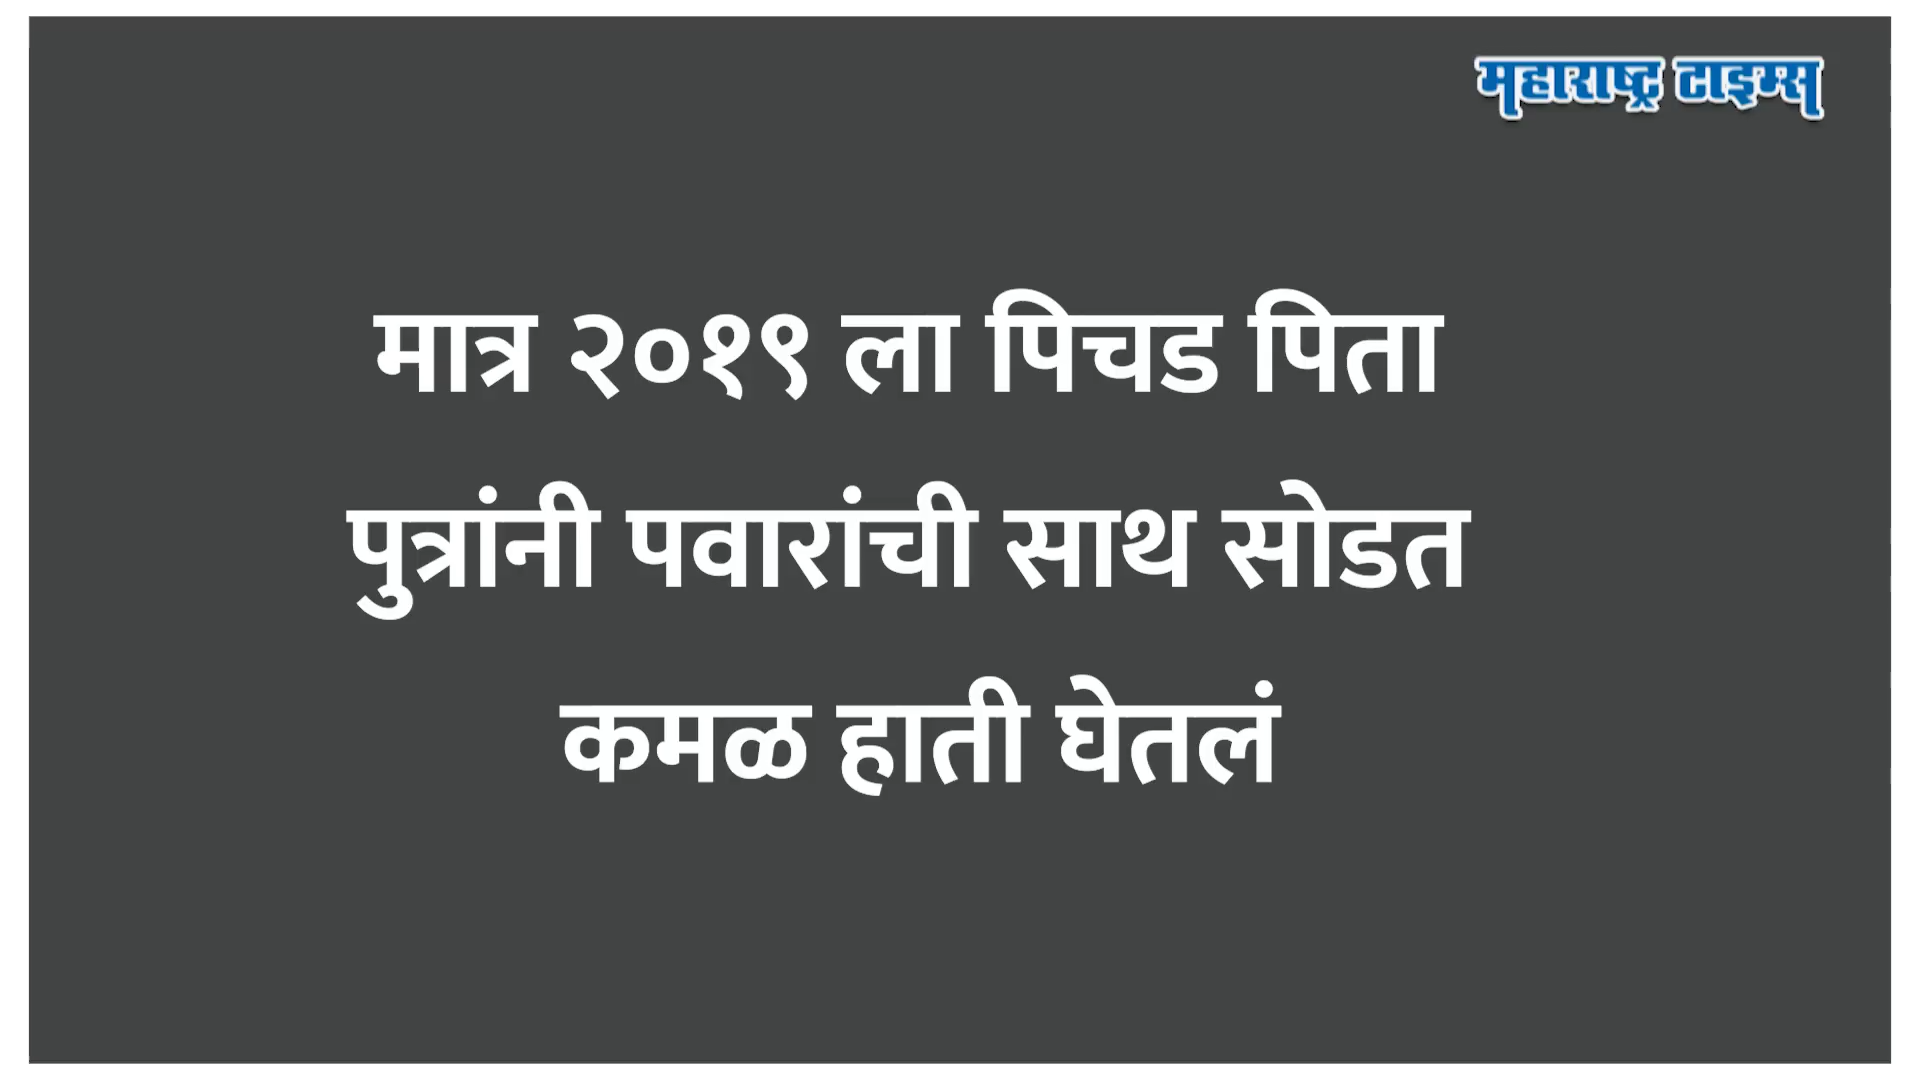 महाराष्ट्र टाइम्स
मात्र २०१९ ला पिचड पिता
पुत्रांनी पवारांची साथ सोडत
कमळ हाती घेतलं